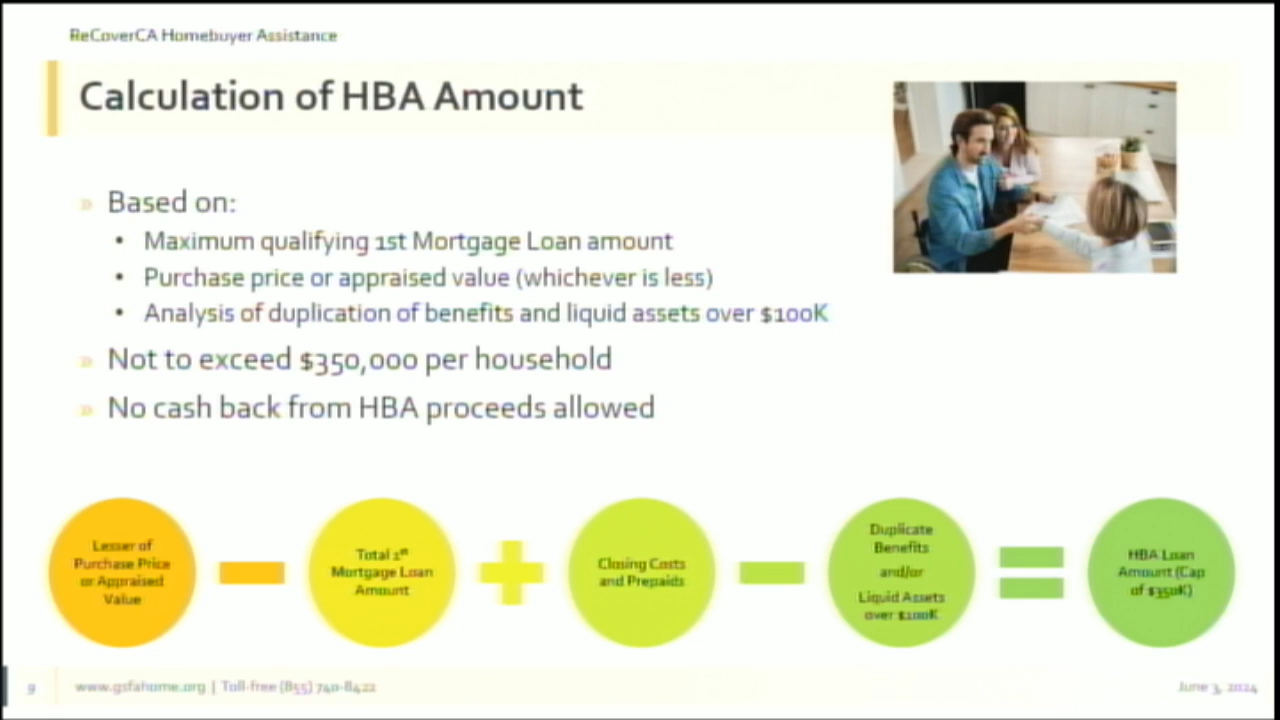 ReCoverCA Homebuyer Assistance
Calculation of HBA Amount
» Based on:
• Maximum qualifying 1st Mortgage Loan amount
• Purchase price or appraised value (whichever is less)
• Analysis of duplication of benefits and liquid assets over $100K
» Not to exceed $350,000 per household
» No cash back from HBA proceeds allowed
Lesser of
Purchase Price
or Appraised
Value
Total 1st
Mortgage Loan
Amount
Closing Costs
and Prepaids
Duplicate
Benefits
and/or
Liquid Assets
over $100K
HBA Loan
Amount (Cap
of $350K)
9
www.gsfahome.org | Toll-free (855) 740-8422
June 3, 2024